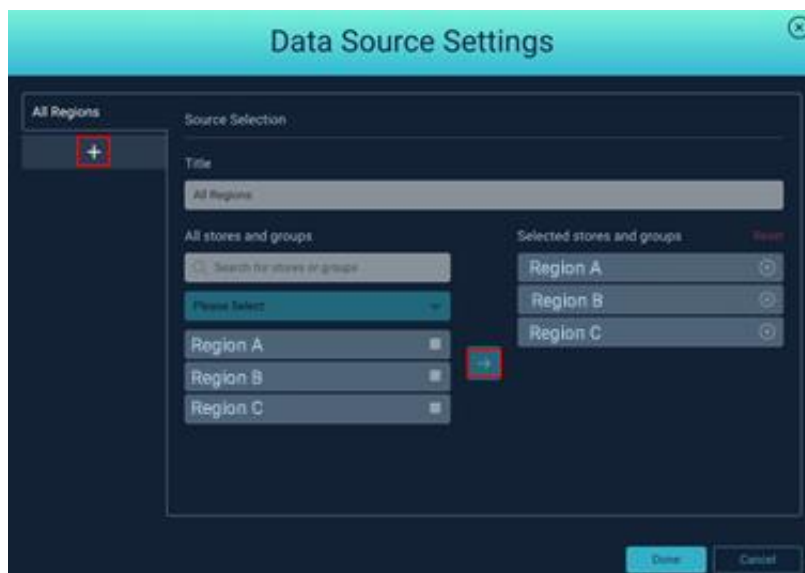 Data Source Settings
All Regions
+
Source Selection
Title
All Regions
All stores and groups
Search for stores or groups
Please Select
Region A
Region B
Region C
Selected stores and groups
Reset
Region A
Region B
Region C
Done
Cancel